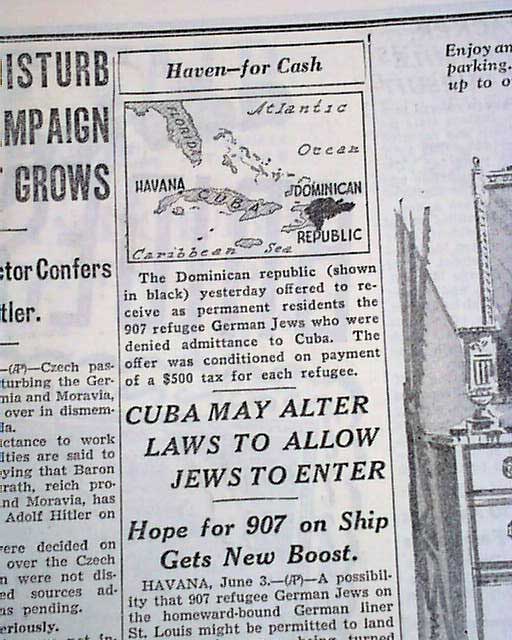 ISTURB
MPAIGN
GROWS
ctor Confers
tler.
—(AP)—Czech pas-
turbing the Ger-
nia and Moravia,
over in dismem-
la.
uctance to work
lties are said to
ying that Baron
rath, reich pro-
nd Moravia, has
Adolf Hitler on
ere decided on
over the Czech
n were not dis-
ed sources ad-
as pending.
eriously.
Haven—for Cash
Atlantic
Ocean
FLORIDA
HAVANA
CUBA
DOMINICAN
REPUBLIC
Caribbean Sea
The Dominican republic (shown
in black) yesterday offered to re-
ceive as permanent residents the
907 refugee German Jews who were
denied admittance to Cuba. The
offer was conditioned on payment
of a $500 tax for each refugee.
CUBA MAY ALTER
LAWS TO ALLOW
JEWS TO ENTER
Hope for 907 on Ship
Gets New Boost.
HAVANA, June 3.—(AP)—A possibil-
ity that 907 refugee German Jews on
the homeward-bound German liner
St. Louis might be permitted to land
being turned
Enjoy an
parking.
up to o